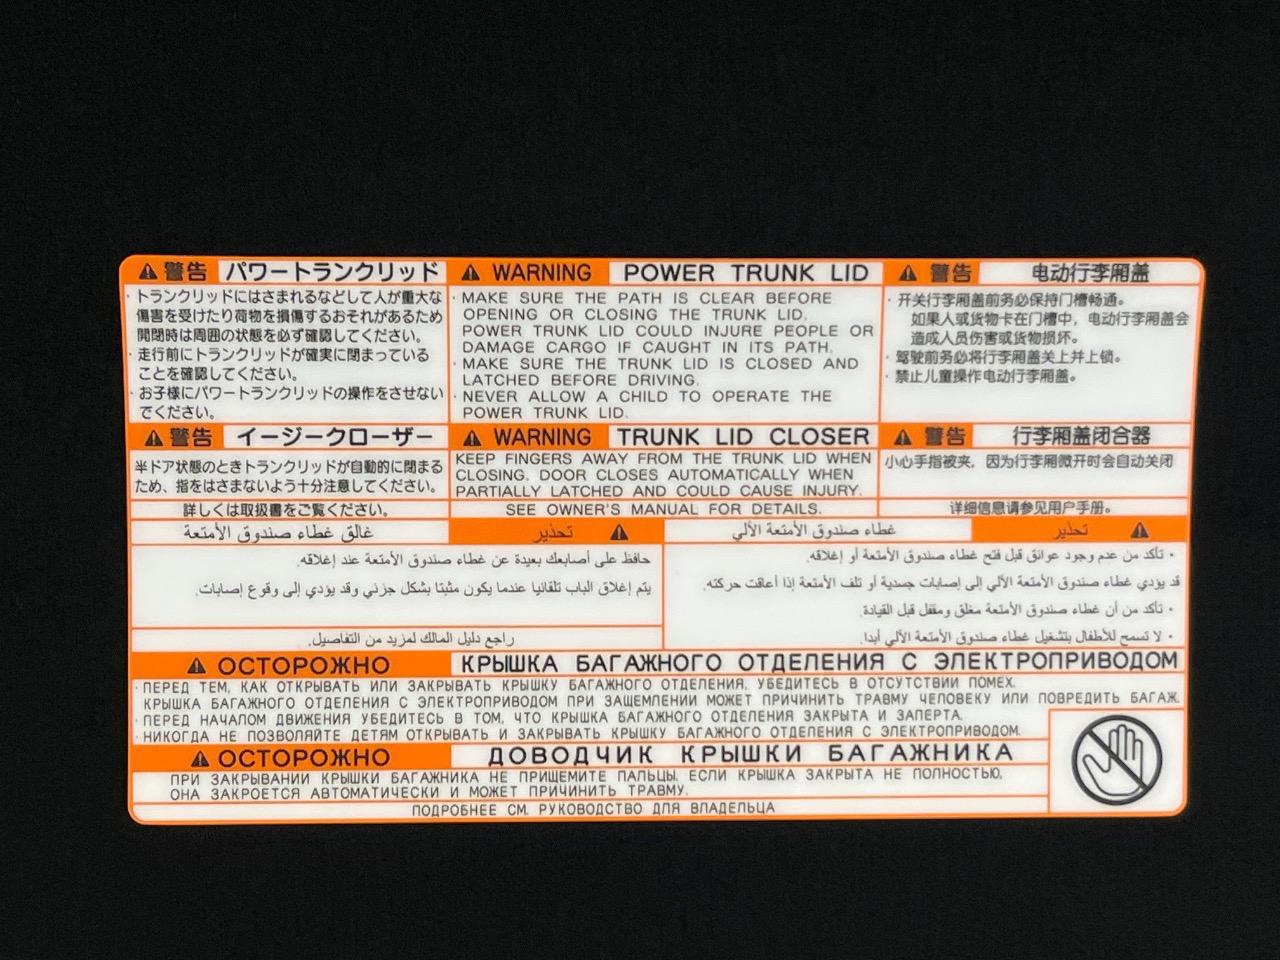 警告 パワートランクリッド
・トランクリッドにはさまれるなどして人が重大な
傷害を受けたり荷物を損傷するおそれがあるため
開閉時は周囲の状態を必ず確認してください。
・走行前にトランクリッドが確実に閉まっている
ことを確認してください。
・お子様にパワートランクリッドの操作をさせない
でください。
警告 イージークローザー
半ドア状態のときトランクリッドが自動的に閉まる
ため、指をはさまないよう十分注意してください。
詳しくは取扱書をご覧ください。
WARNING POWER TRUNK LID
・MAKE SURE THE PATH IS CLEAR BEFORE
OPENING OR CLOSING THE TRUNK LID.
POWER TRUNK LID COULD INJURE PEOPLE OR
DAMAGE CARGO IF CAUGHT IN ITS PATH.
・MAKE SURE THE TRUNK LID IS CLOSED AND
LATCHED BEFORE DRIVING.
・NEVER ALLOW A CHILD TO OPERATE THE
POWER TRUNK LID.
WARNING TRUNK LID CLOSER
KEEP FINGERS AWAY FROM THE TRUNK LID WHEN
CLOSING. DOOR CLOSES AUTOMATICALLY WHEN
PARTIALLY LATCHED AND COULD CAUSE INJURY.
SEE OWNER'S MANUAL FOR DETAILS.
警告 电动行李厢盖
・开关行李厢盖前务必保持门槽畅通。
如果人或货物卡在门槽中，电动行李厢盖会
造成人员伤害或货物损坏。
・驾驶前务必将行李厢盖关上并上锁。
・禁止儿童操作电动行李厢盖。
警告 行李厢盖闭合器
小心手指被夹，因为行李厢微开时会自动关闭
详细信息请参见用户手册。
تحذير غطاء صندوق الأمتعة الألي
• تأكد من عدم وجود عوائق قبل فتح غطاء صندوق الأمتعة أو إغلاقه.
قد يؤدي غطاء صندوق الأمتعة الألي إلى إصابات جسدية أو تلف الأمتعة إذا أعاقت حركته.
• تأكد من أن غطاء صندوق الأمتعة مغلق ومقفل قبل القيادة.
• لا تسمح للأطفال بتشغيل غطاء صندوق الأمتعة الألي أبدا.
تحذير غالق غطاء صندوق الأمتعة
حافظ على أصابعك بعيدة عن غطاء صندوق الأمتعة عند إغلاقه.
يتم إغلاق الباب تلقائيا عندما يكون مثبتا بشكل جزئي وقد يؤدي إلى وقوع إصابات.
راجع دليل المالك لمزيد من التفاصيل.
ОСТОРОЖНО КРЫШКА БАГАЖНОГО ОТДЕЛЕНИЯ С ЭЛЕКТРОПРИВОДОМ
・ПЕРЕД ТЕМ, КАК ОТКРЫВАТЬ ИЛИ ЗАКРЫВАТЬ КРЫШКУ БАГАЖНОГО ОТДЕЛЕНИЯ, УБЕДИТЕСЬ В ОТСУТСТВИИ ПОМЕХ.
КРЫШКА БАГАЖНОГО ОТДЕЛЕНИЯ С ЭЛЕКТРОПРИВОДОМ ПРИ ЗАЩЕМЛЕНИИ МОЖЕТ ПРИЧИНИТЬ ТРАВМУ ЧЕЛОВЕКУ ИЛИ ПОВРЕДИТЬ БАГАЖ.
・ПЕРЕД НАЧАЛОМ ДВИЖЕНИЯ УБЕДИТЕСЬ В ТОМ, ЧТО КРЫШКА БАГАЖНОГО ОТДЕЛЕНИЯ ЗАКРЫТА И ЗАПЕРТА.
・НИКОГДА НЕ ПОЗВОЛЯЙТЕ ДЕТЯМ ОТКРЫВАТЬ И ЗАКРЫВАТЬ КРЫШКУ БАГАЖНОГО ОТДЕЛЕНИЯ С ЭЛЕКТРОПРИВОДОМ.
ОСТОРОЖНО ДОВОДЧИК КРЫШКИ БАГАЖНИКА
ПРИ ЗАКРЫВАНИИ КРЫШКИ БАГАЖНИКА НЕ ПРИЩЕМИТЕ ПАЛЬЦЫ. ЕСЛИ КРЫШКА ЗАКРЫТА НЕ ПОЛНОСТЬЮ,
ОНА ЗАКРОЕТСЯ АВТОМАТИЧЕСКИ И МОЖЕТ ПРИЧИНИТЬ ТРАВМУ.
ПОДРОБНЕЕ СМ. РУКОВОДСТВО ДЛЯ ВЛАДЕЛЬЦА